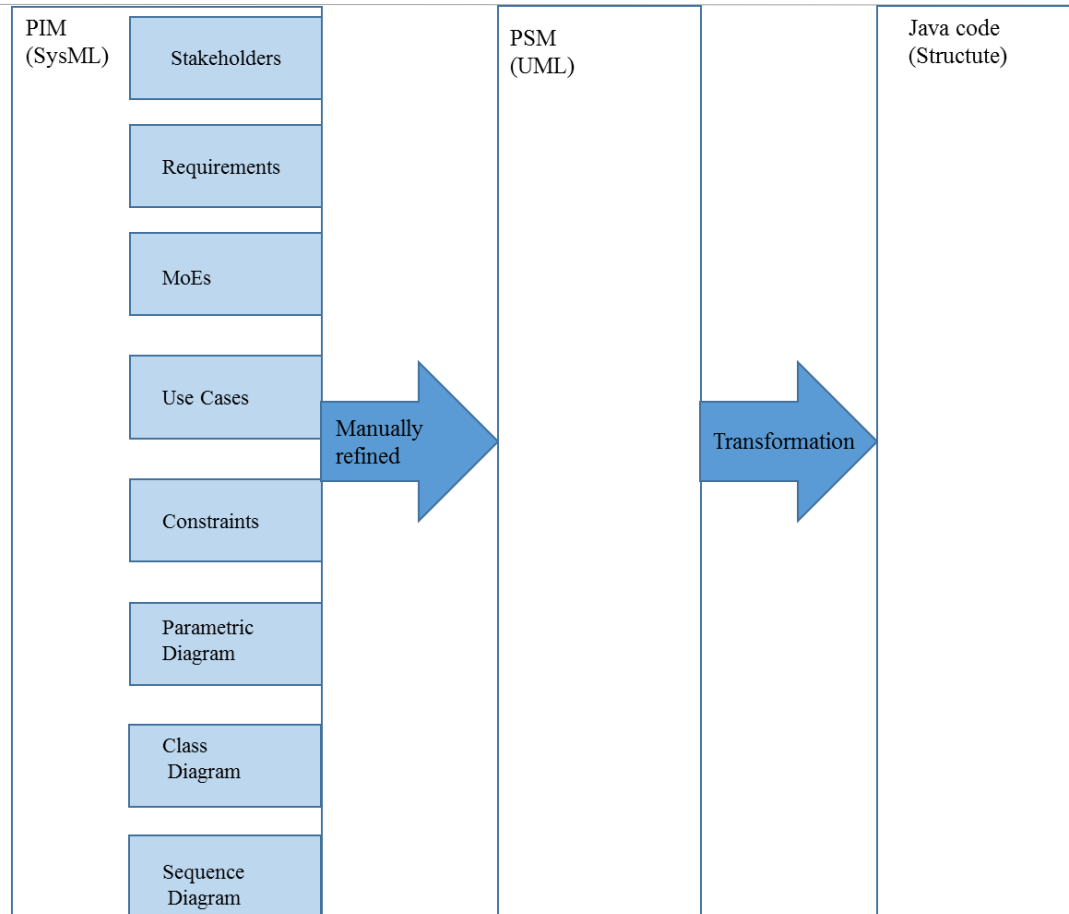 PIM
(SysML)
Stakeholders
Requirements
MoEs
Use Cases
Constraints
Parametric
Diagram
Class
Diagram
Sequence
Diagram
Manually
refined
PSM
(UML)
Transformation
Java code
(Structute)